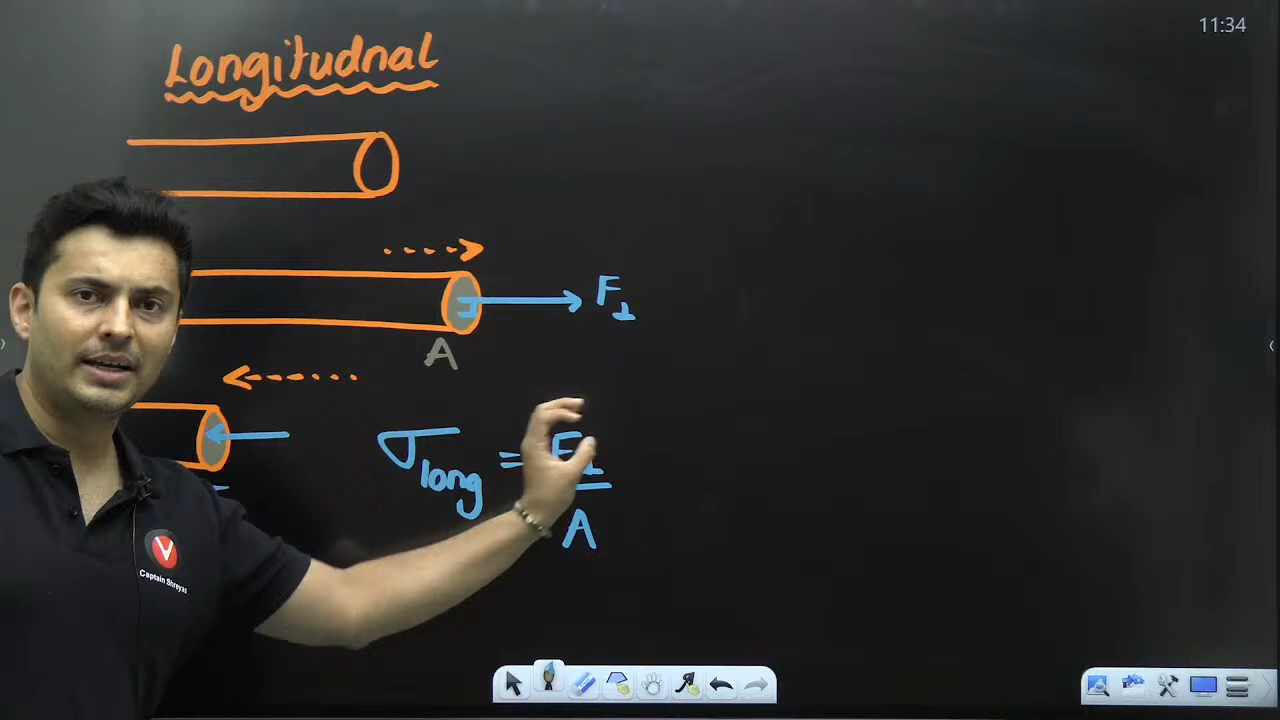 11:34
Longitudnal
F⊥
A
σlong = F⊥
A
V
Captain Shreyas